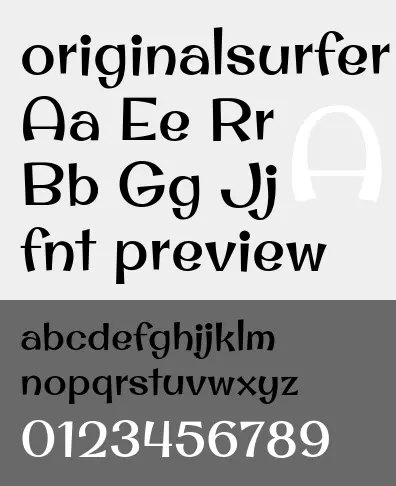 originalsurfer
Aa Ee Rr
A
Bb Gg Jj
fnt preview
abcdefghijklm
nopqrstuvwxyz
0123456789